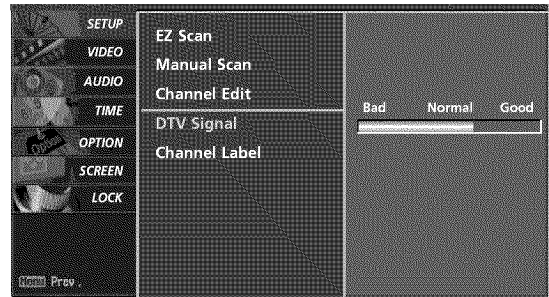 SETUP
VIDEO
AUDIO
TIME
OPTION
SCREEN
LOCK
Menu Prev.
EZ Scan
Manual Scan
Channel Edit
DTV Signal
Channel Label
Bad Normal Good